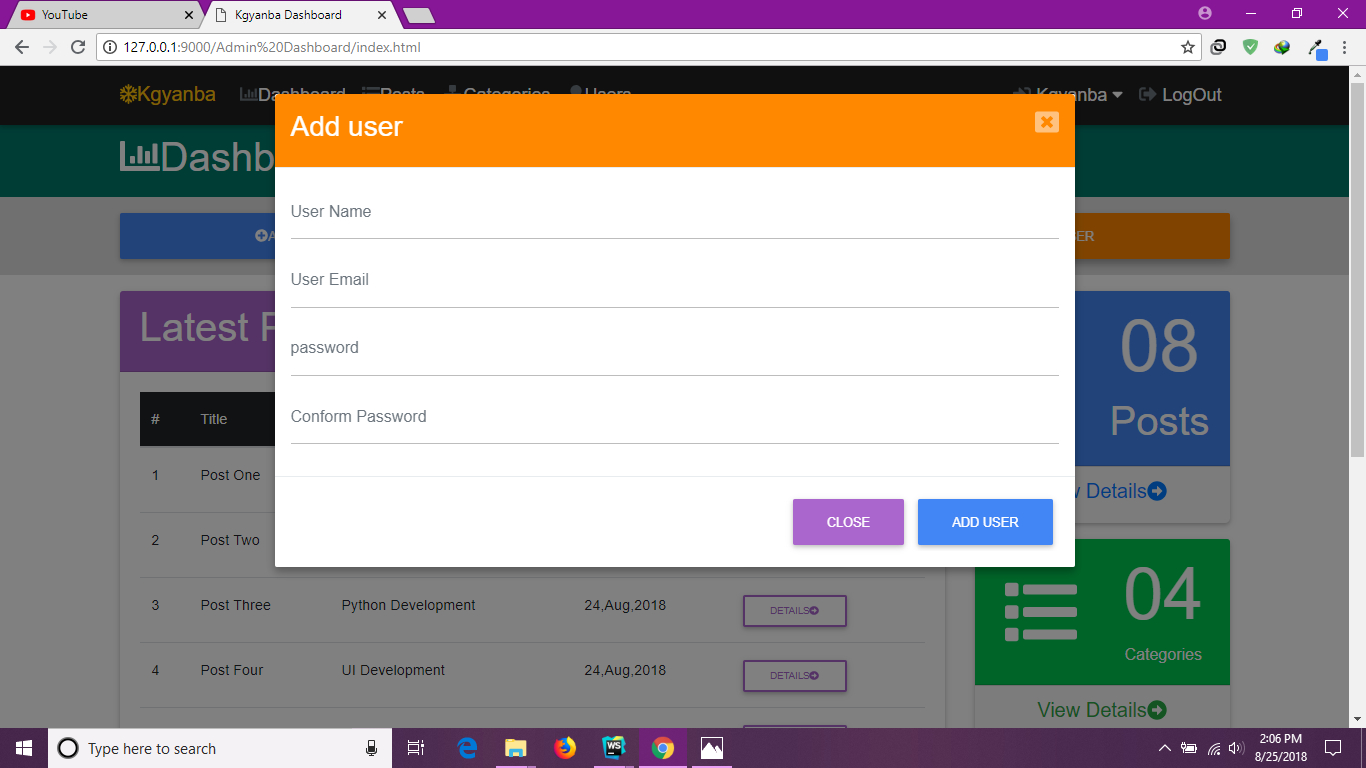 YouTube
Kgyanba Dashboard
127.0.0.1:9000/Admin%20Dashboard/index.html
Kgyanba Dashboard Posts Categories Users Kgyanba LogOut
Dashb
Add user
User Name
User Email
password
Conform Password
CLOSE ADD USER
A
ER
Latest P
# Title
1 Post One
2 Post Two
3 Post Three Python Development 24,Aug,2018 DETAILS
4 Post Four UI Development 24,Aug,2018 DETAILS
08
Posts
Details
04
Categories
View Details
Type here to search
WS
2:06 PM
8/25/2018